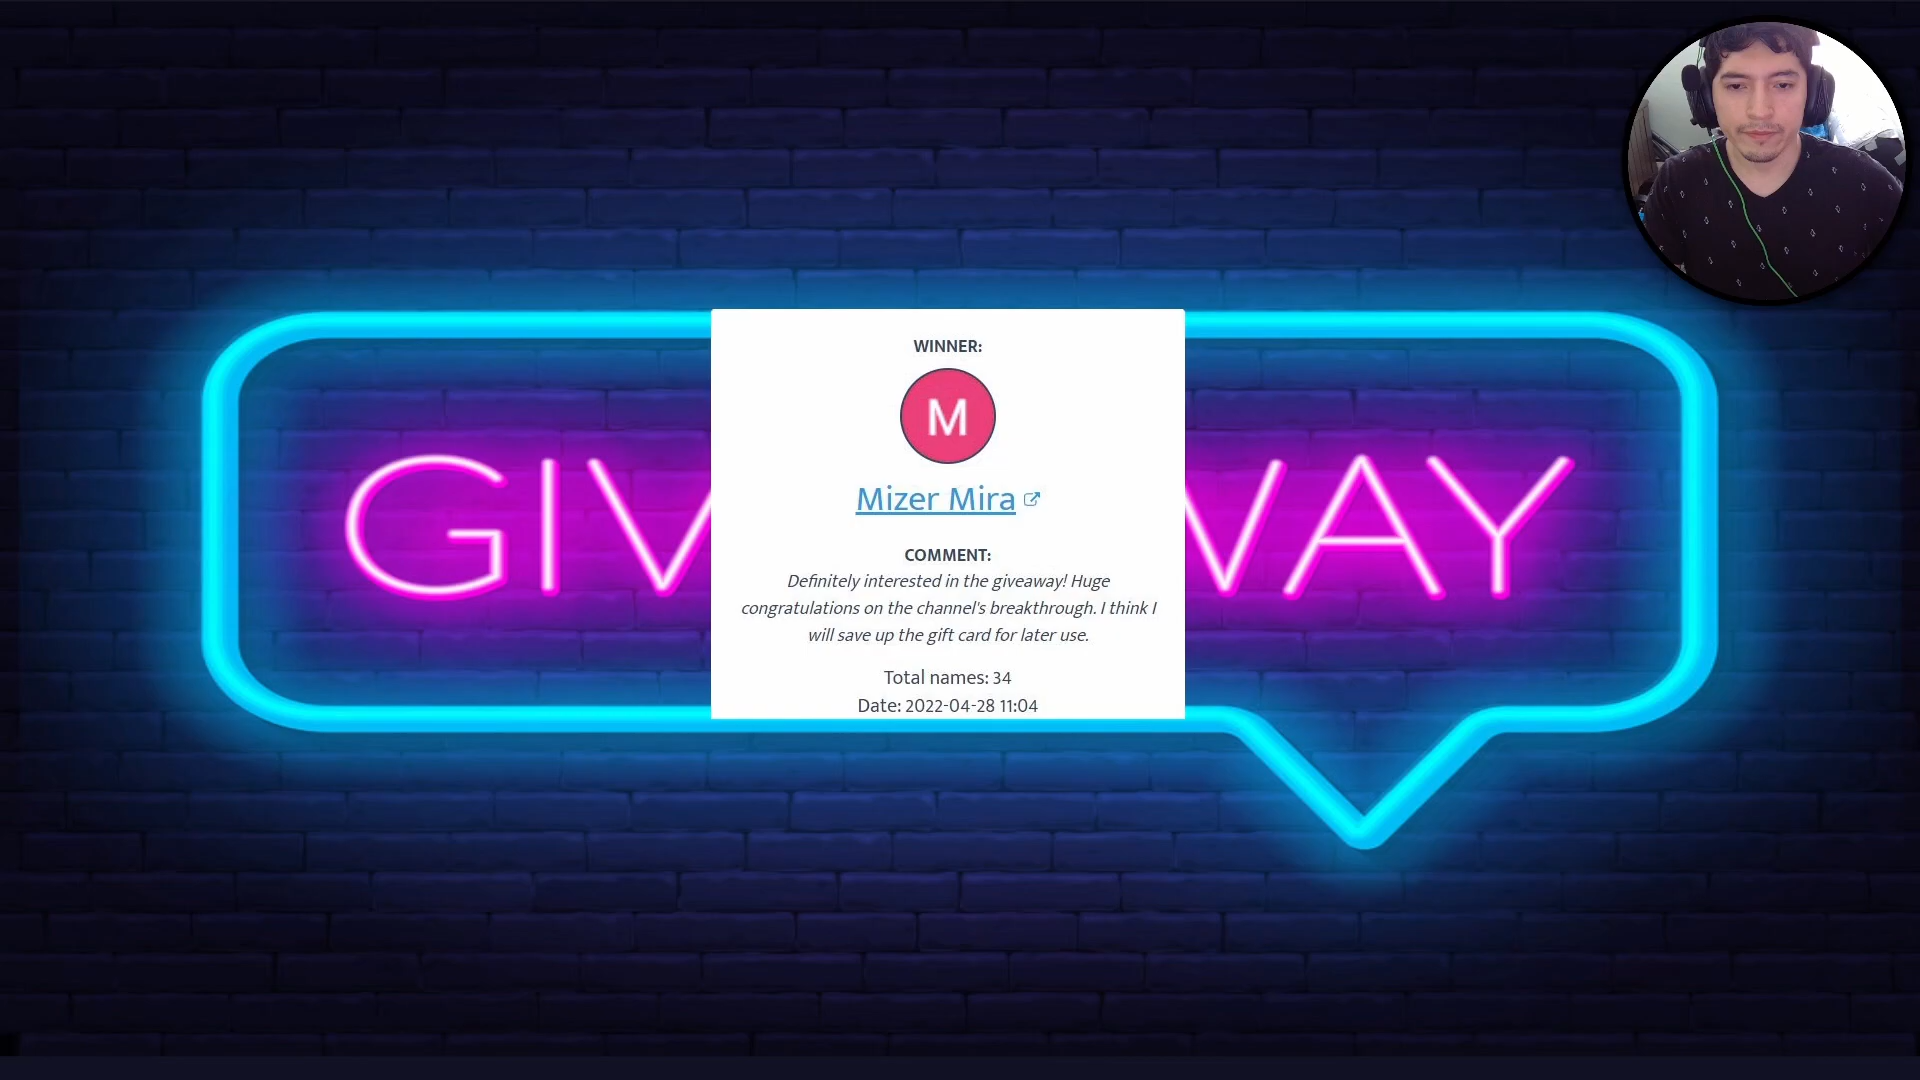 WINNER:
M
Mizer Mira
GIV WAY
COMMENT:
Definitely interested in the giveaway! Huge
congratulations on the channel's breakthrough. I think I
will save up the gift card for later use.
Total names: 34
Date: 2022-04-28 11:04